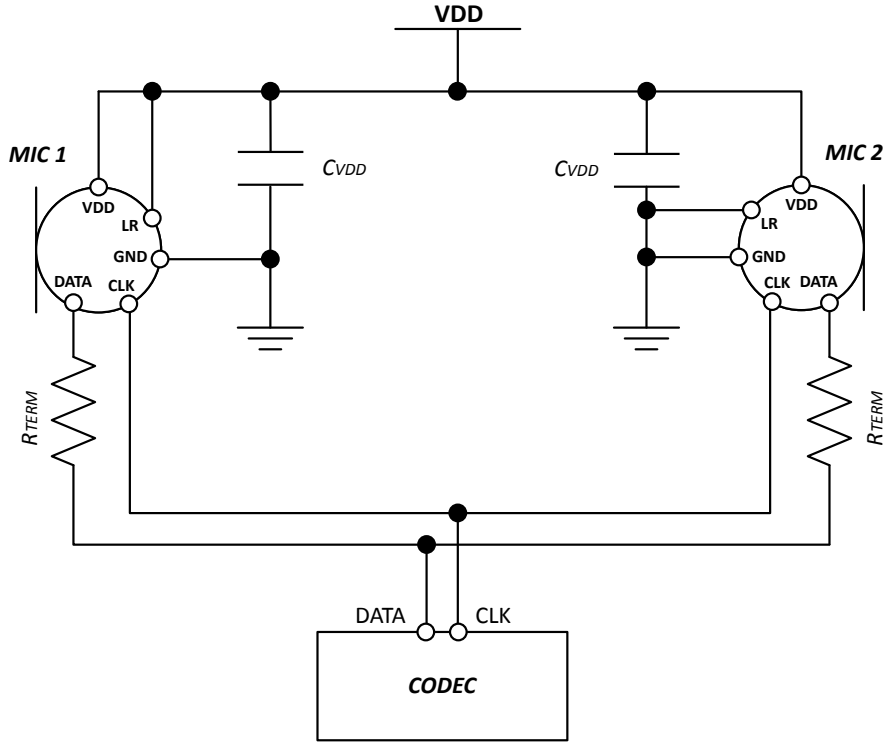 VDD
MIC 1
MIC 2
CVDD
CVDD
VDD
VDD
LR
LR
GND
GND
DATA
CLK
CLK
DATA
RTERM
RTERM
DATA
CLK
CODEC